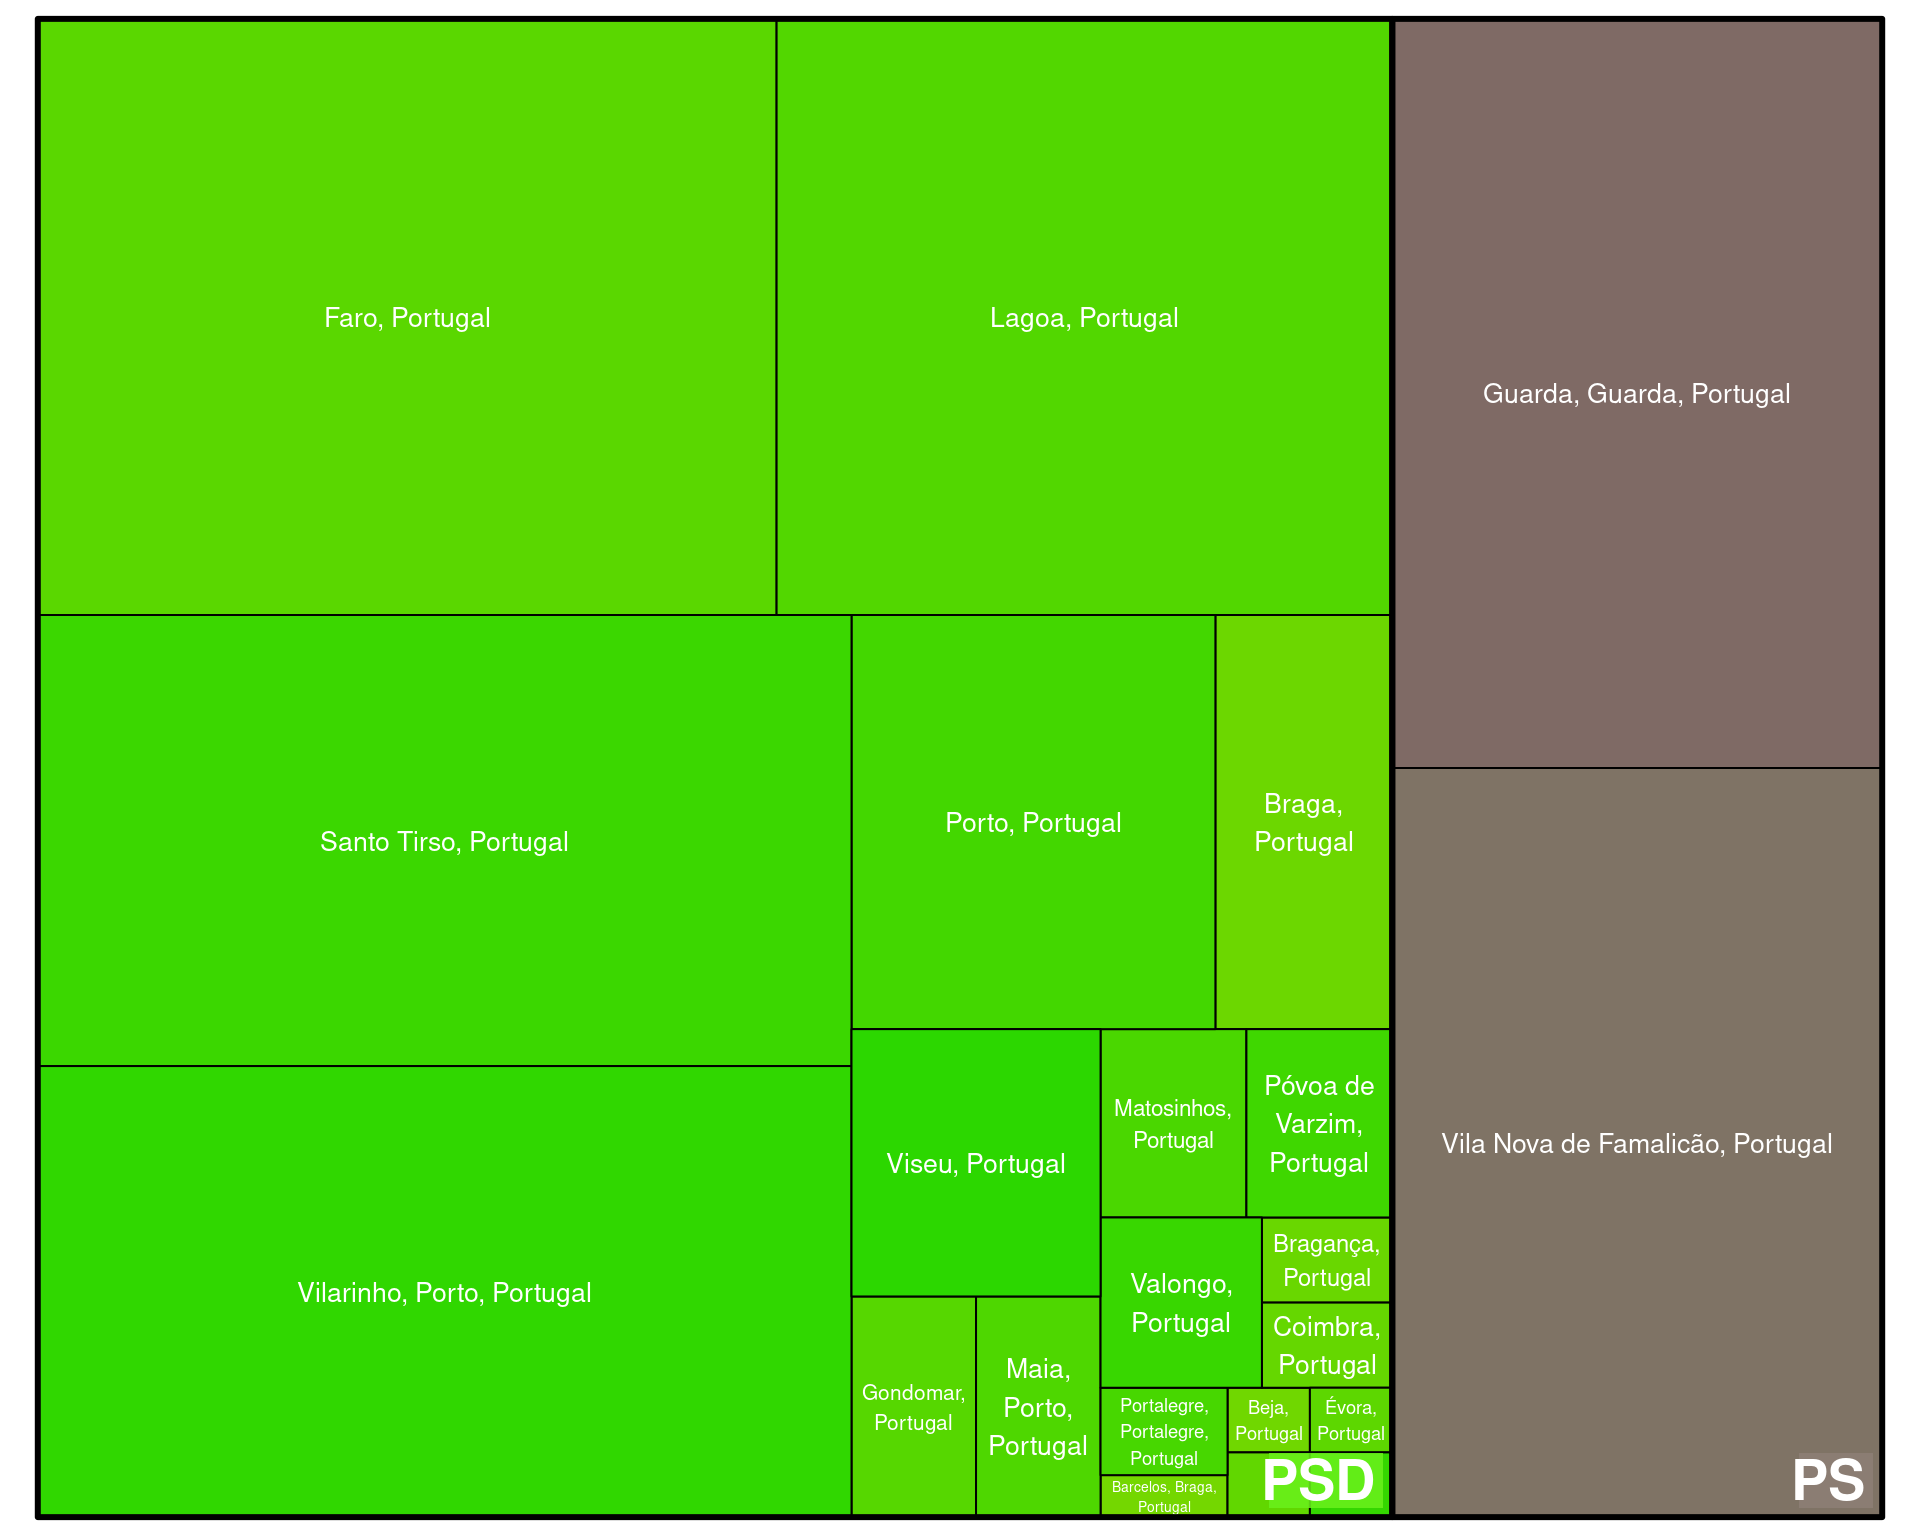 Faro, Portugal
Lagoa, Portugal
Guarda, Guarda, Portugal
Santo Tirso, Portugal
Porto, Portugal
Braga,
Portugal
Vilarinho, Porto, Portugal
Viseu, Portugal
Matosinhos,
Portugal
Póvoa de
Varzim,
Portugal
Vila Nova de Famalicão, Portugal
Valongo,
Portugal
Bragança,
Portugal
Coimbra,
Portugal
Gondomar,
Portugal
Maia,
Porto,
Portugal
Portalegre,
Portalegre,
Portugal
Beja,
Portugal
Évora,
Portugal
Barcelos, Braga,
Portugal
PSD
PS